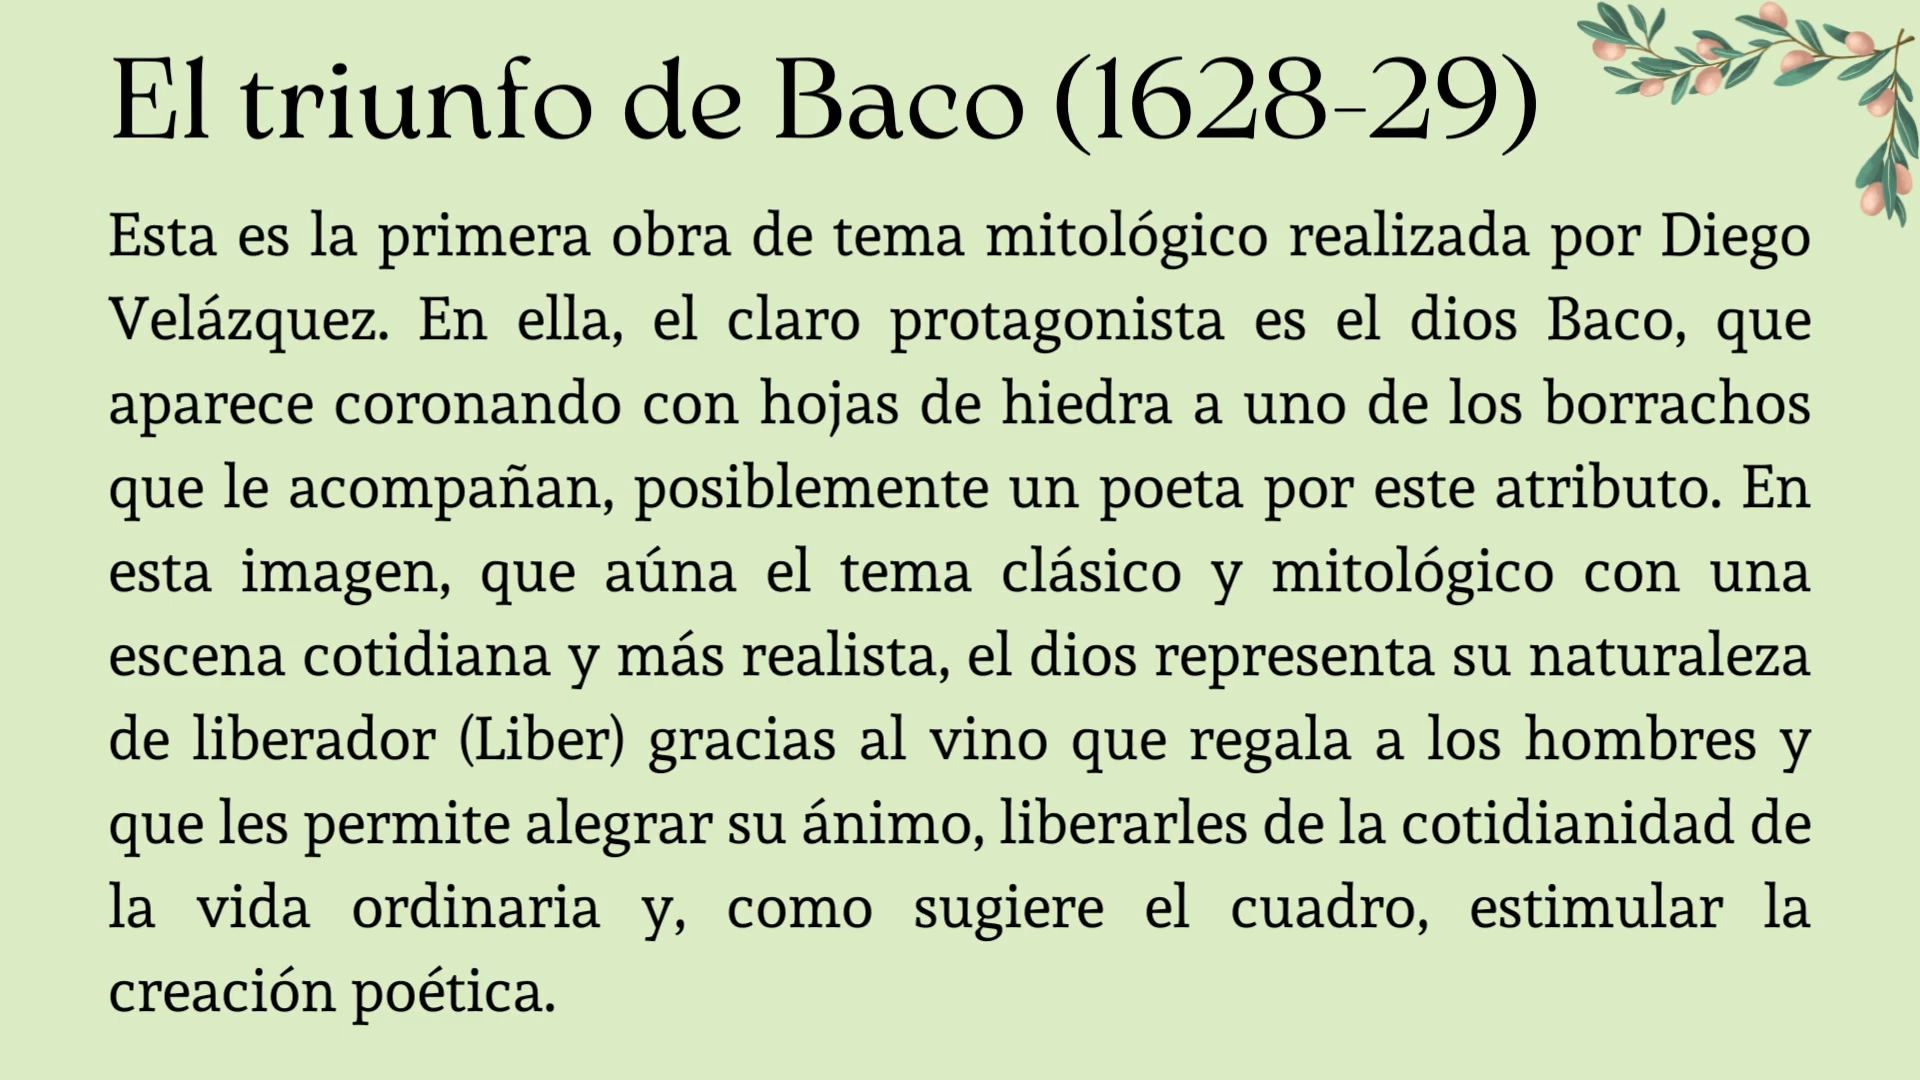 El triunfo de Baco (1628-29)
Esta es la primera obra de tema mitológico realizada por Diego
Velázquez. En ella, el claro protagonista es el dios Baco, que
aparece coronando con hojas de hiedra a uno de los borrachos
que le acompañan, posiblemente un poeta por este atributo. En
esta imagen, que aúna el tema clásico y mitológico con una
escena cotidiana y más realista, el dios representa su naturaleza
de liberador (Liber) gracias al vino que regala a los hombres y
que les permite alegrar su ánimo, liberarles de la cotidianidad de
la vida ordinaria y, como sugiere el cuadro, estimular la
creación poética.